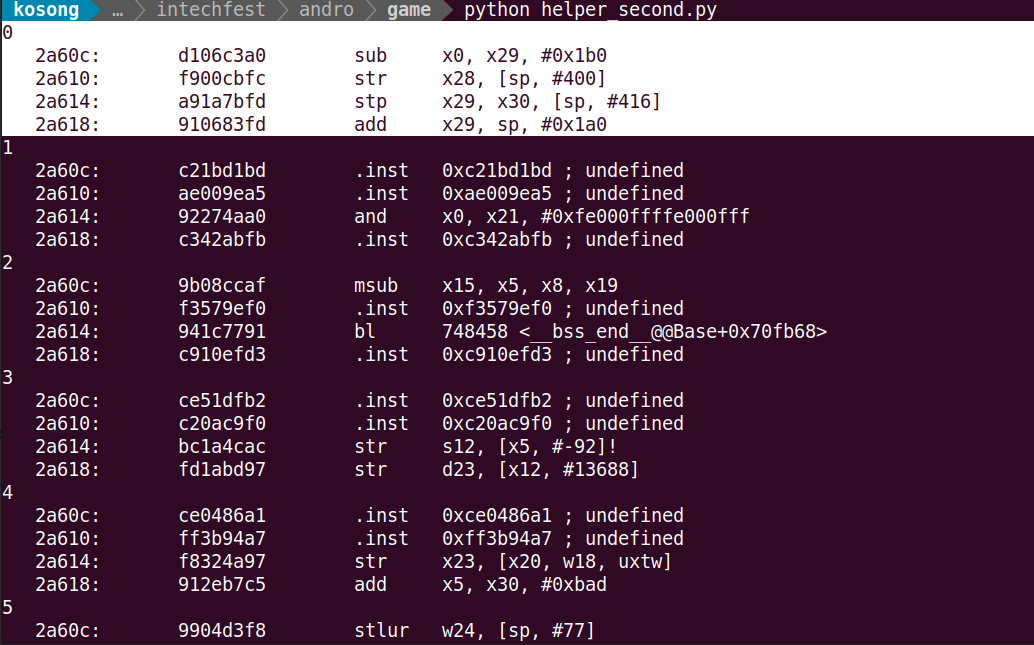 kosong … intechfest andro game python helper_second.py
0
2a60c: d106c3a0 sub x0, x29, #0x1b0
2a610: f900cbfc str x28, [sp, #400]
2a614: a91a7bfd stp x29, x30, [sp, #416]
2a618: 910683fd add x29, sp, #0x1a0
1
2a60c: c21bd1bd .inst 0xc21bd1bd ; undefined
2a610: ae009ea5 .inst 0xae009ea5 ; undefined
2a614: 92274aa0 and x0, x21, #0xfe000ffffe000fff
2a618: c342abfb .inst 0xc342abfb ; undefined
2
2a60c: 9b08ccaf msub x15, x5, x8, x19
2a610: f3579ef0 .inst 0xf3579ef0 ; undefined
2a614: 941c7791 bl 748458 <__bss_end__@@Base+0x70fb68>
2a618: c910efd3 .inst 0xc910efd3 ; undefined
3
2a60c: ce51dfb2 .inst 0xce51dfb2 ; undefined
2a610: c20ac9f0 .inst 0xc20ac9f0 ; undefined
2a614: bc1a4cac str s12, [x5, #-92]!
2a618: fd1abd97 str d23, [x12, #13688]
4
2a60c: ce0486a1 .inst 0xce0486a1 ; undefined
2a610: ff3b94a7 .inst 0xff3b94a7 ; undefined
2a614: f8324a97 str x23, [x20, w18, uxtw]
2a618: 912eb7c5 add x5, x30, #0xbad
5
2a60c: 9904d3f8 stlur w24, [sp, #77]